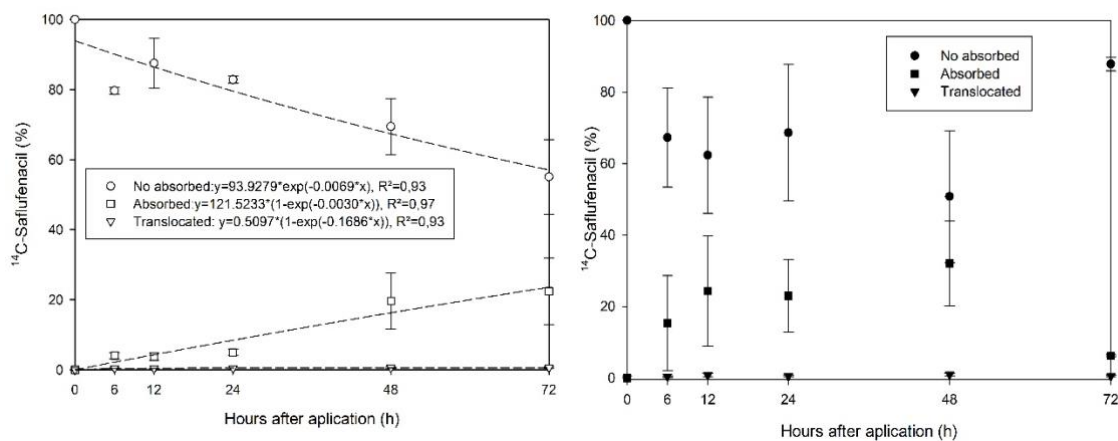 100
80
60
40
20
0
¹⁴C-Saflufenacil (%)
No absorbed:y=93.9279*exp(-0.0069*x), R²=0,93
Absorbed:y=121.5233*(1-exp(-0.0030*x)), R²=0,97
Translocated: y=0.5097*(1-exp(-0.1686*x)), R²=0,93
0 6 12 24 48 72
Hours after aplication (h)
100
80
60
40
20
0
¹⁴C-Saflufenacil (%)
No absorbed
Absorbed
Translocated
0 6 12 24 48 72
Hours after aplication (h)